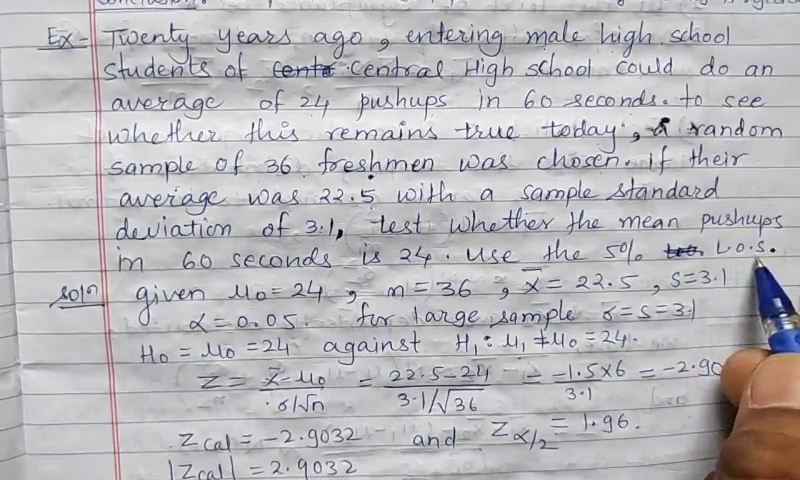 Ex- Twenty years ago, entering male high school
students of central High school could do an
average of 24 pushups in 60 seconds. to see
whether this remains true today, a random
sample of 36 freshmen was chosen. if their
average was 22.5 with a sample standard
deviation of 3.1, test whether the mean pushups
in 60 seconds is 24. Use the 5% L.O.S.
Soln given μ0=24, n=36, x̄=22.5, s=3.1
α=0.05. for large sample σ=s=3.1
H0=μ0=24 against H1:μ1≠μ0=24.
Z = x̄-μ0/σ/√n = 22.5-24/3.1/√36 = -1.5×6/3.1 = -2.90
Zcal = -2.9032 and Zα/2 = 1.96.
|Zcal| = 2.9032